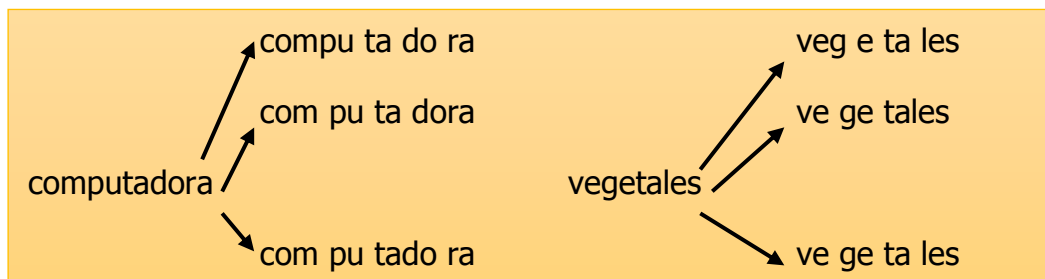 compu ta do ra veg e ta les
com pu ta dora ve ge tales
computadora vegetales
com pu tado ra ve ge ta les